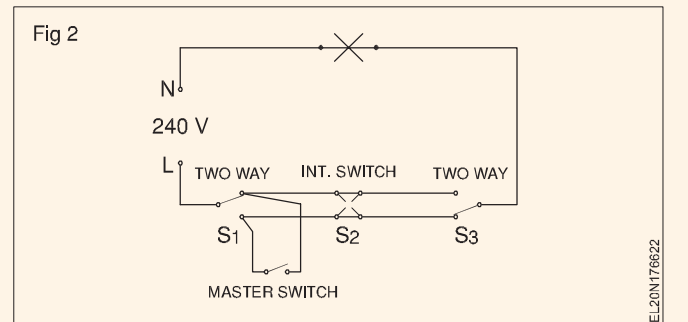 Fig 2
N
240 V
L
TWO WAY INT. SWITCH TWO WAY
S1 S2 S3
MASTER SWITCH
EL20N176622